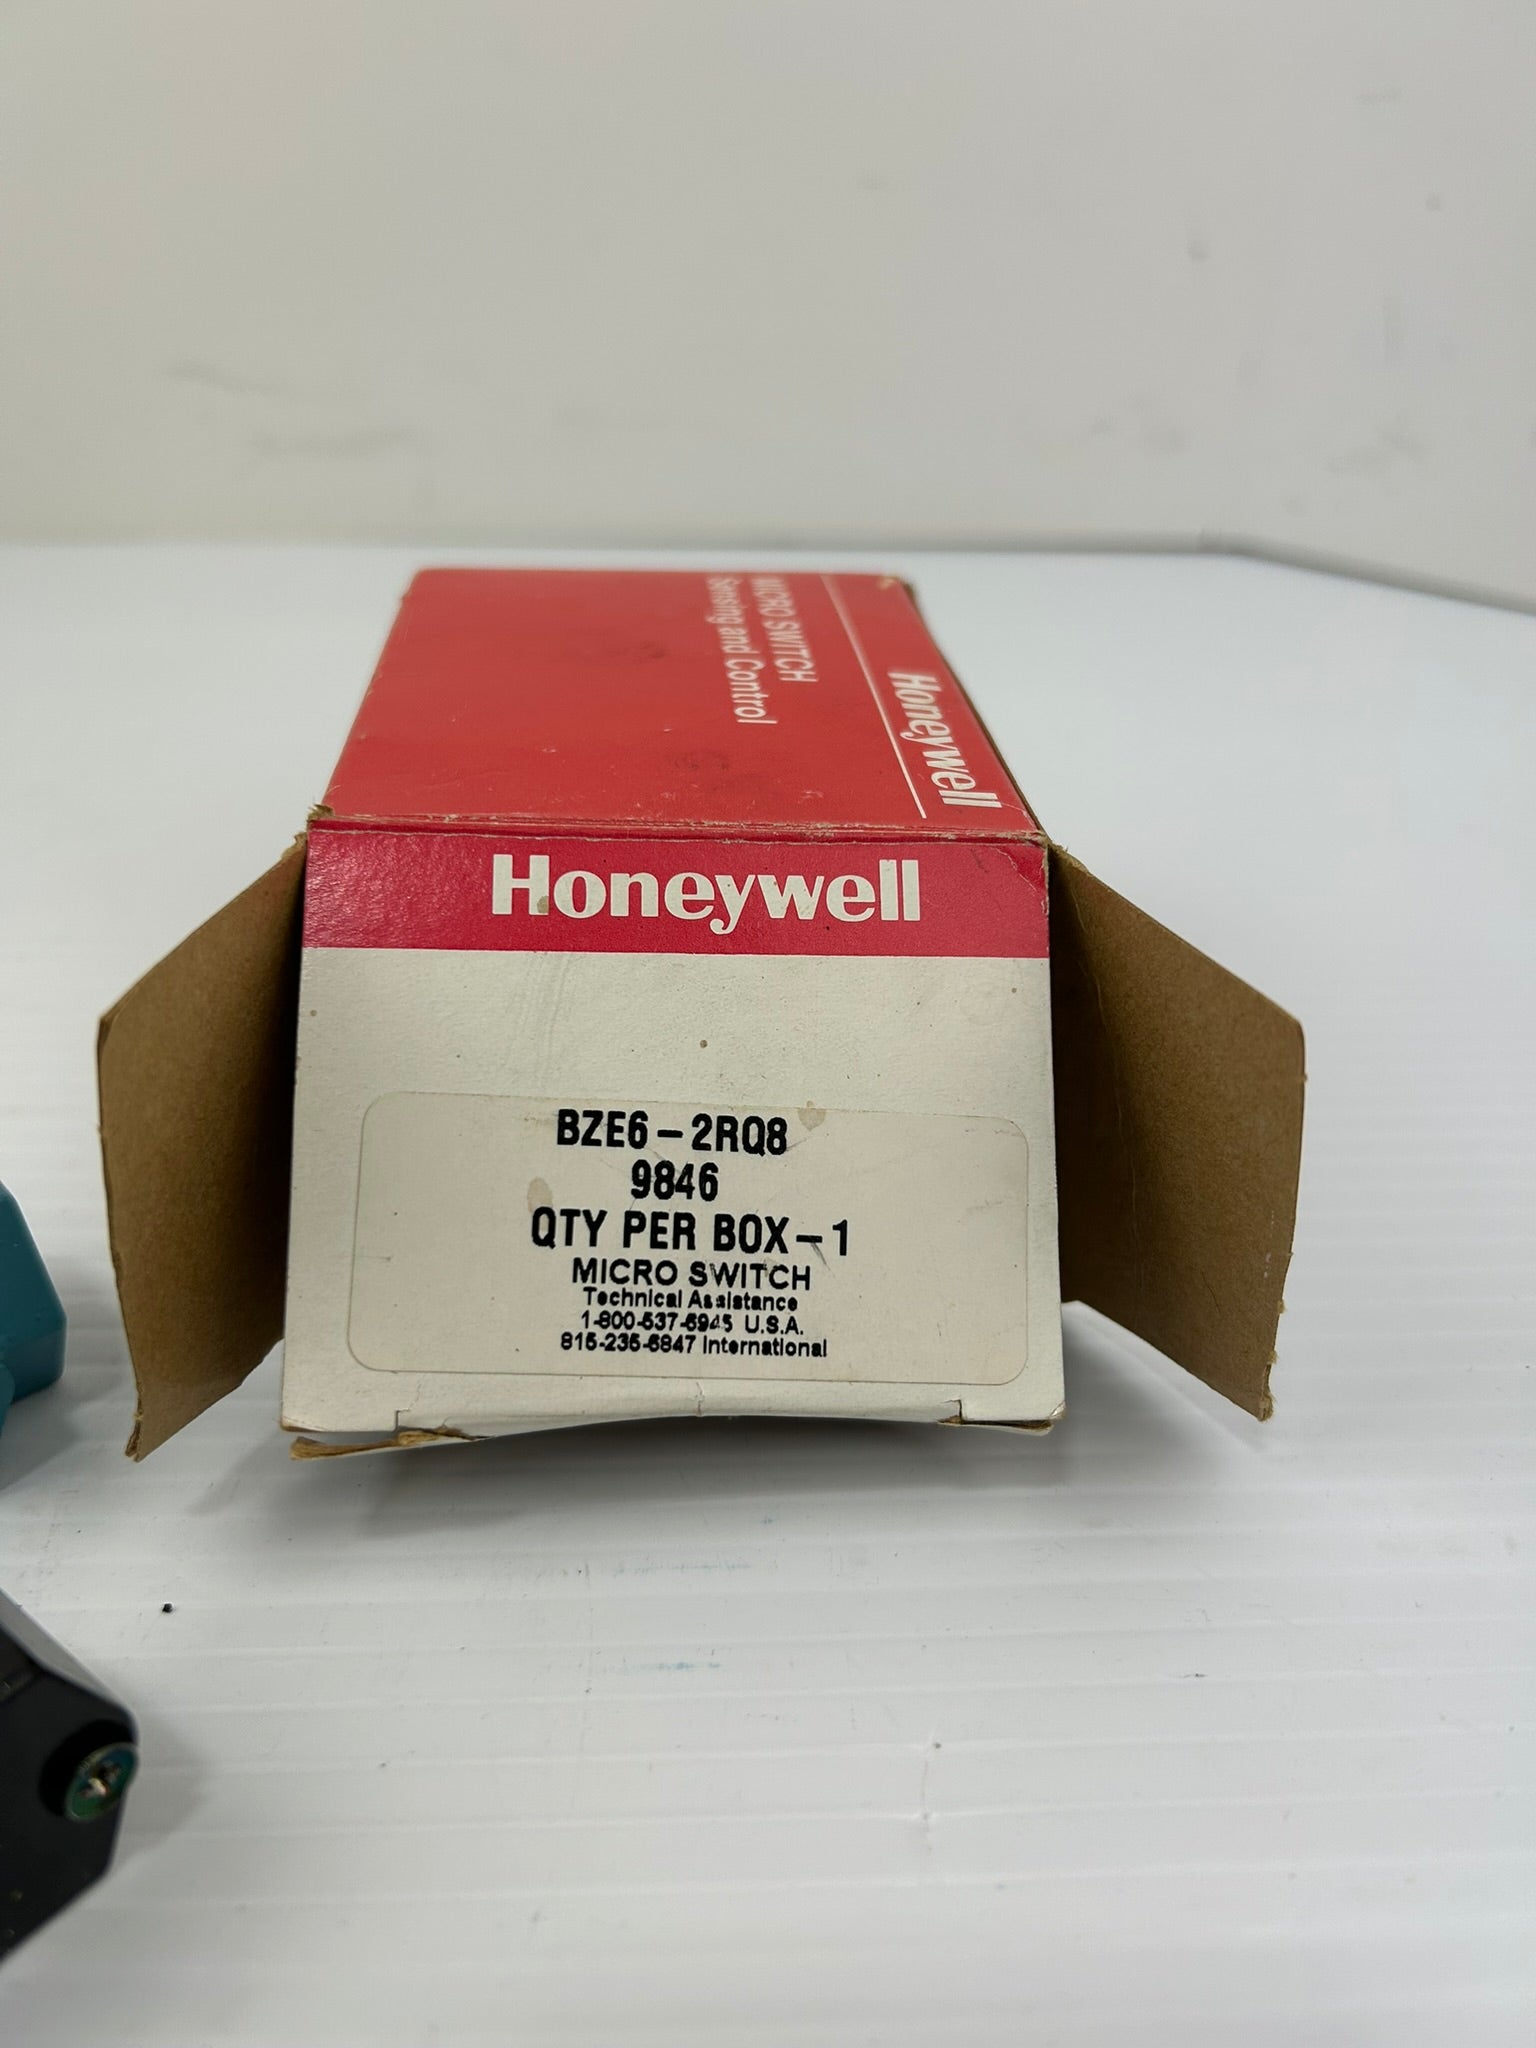 Honeywell
MICRO SWITCH
Sensing and Control
Honeywell
BZE6-2RQ8
9846
QTY PER BOX-1
MICRO SWITCH
Technical Assistance
1-800-537-6945 U.S.A.
815-235-6847 International